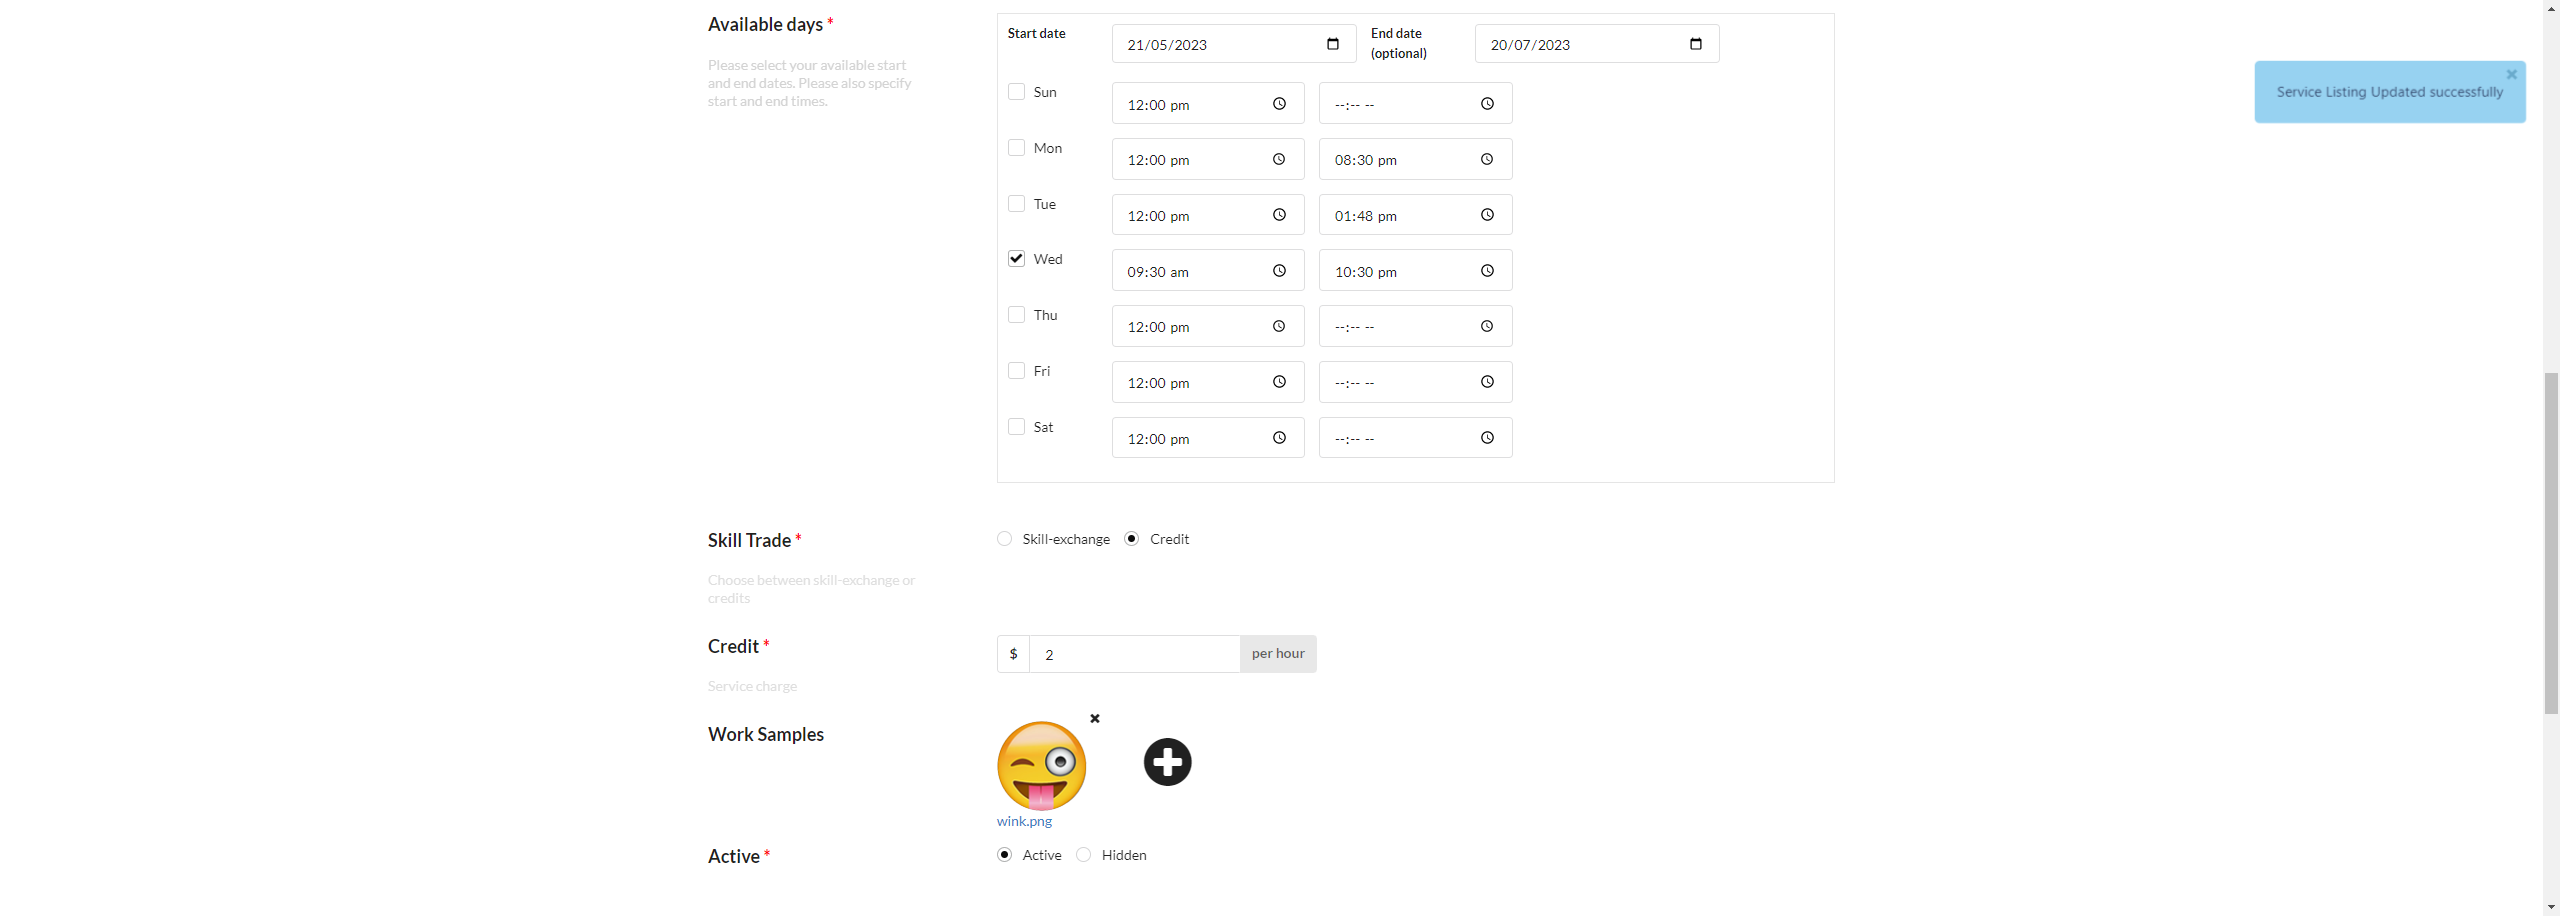 Available days *
Please select your available start
and end dates. Please also specify
start and end times.
Start date
21/05/2023
End date
(optional)
20/07/2023
Sun 12:00 pm --:-- --
Mon 12:00 pm 08:30 pm
Tue 12:00 pm 01:48 pm
Wed 09:30 am 10:30 pm
Thu 12:00 pm --:-- --
Fri 12:00 pm --:-- --
Sat 12:00 pm --:-- --
Service Listing Updated successfully
Skill Trade *
Choose between skill-exchange or
credits
Skill-exchange Credit
Credit *
Service charge
$ 2 per hour
Work Samples
wink.png
Active *
Active Hidden